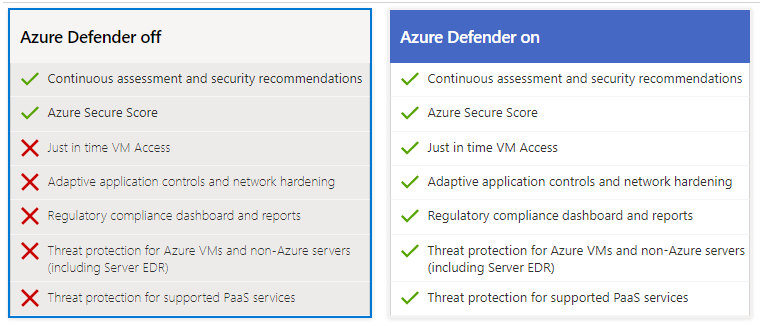 Azure Defender off
Continuous assessment and security recommendations
Azure Secure Score
Just in time VM Access
Adaptive application controls and network hardening
Regulatory compliance dashboard and reports
Threat protection for Azure VMs and non-Azure servers
(including Server EDR)
Threat protection for supported PaaS services
Azure Defender on
Continuous assessment and security recommendations
Azure Secure Score
Just in time VM Access
Adaptive application controls and network hardening
Regulatory compliance dashboard and reports
Threat protection for Azure VMs and non-Azure servers
(including Server EDR)
Threat protection for supported PaaS services